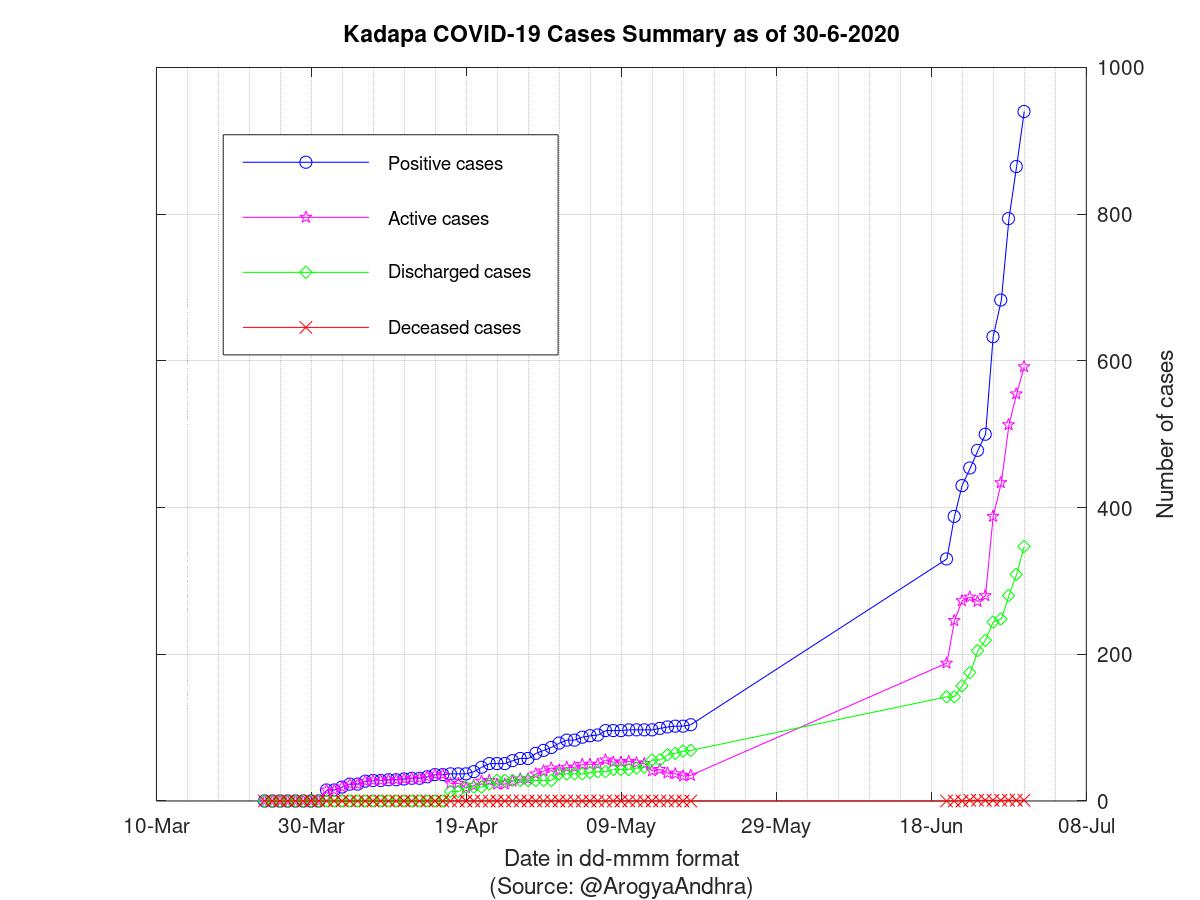 Kadapa COVID-19 Cases Summary as of 30-6-2020
1000
Positive cases
Active cases
800
Discharged cases
Deceased cases
600
Number of cases
400
200
0
10-Mar 30-Mar 19-Apr 09-May 29-May 18-Jun 08-Jul
Date in dd-mmm format
(Source: @ArogyaAndhra)